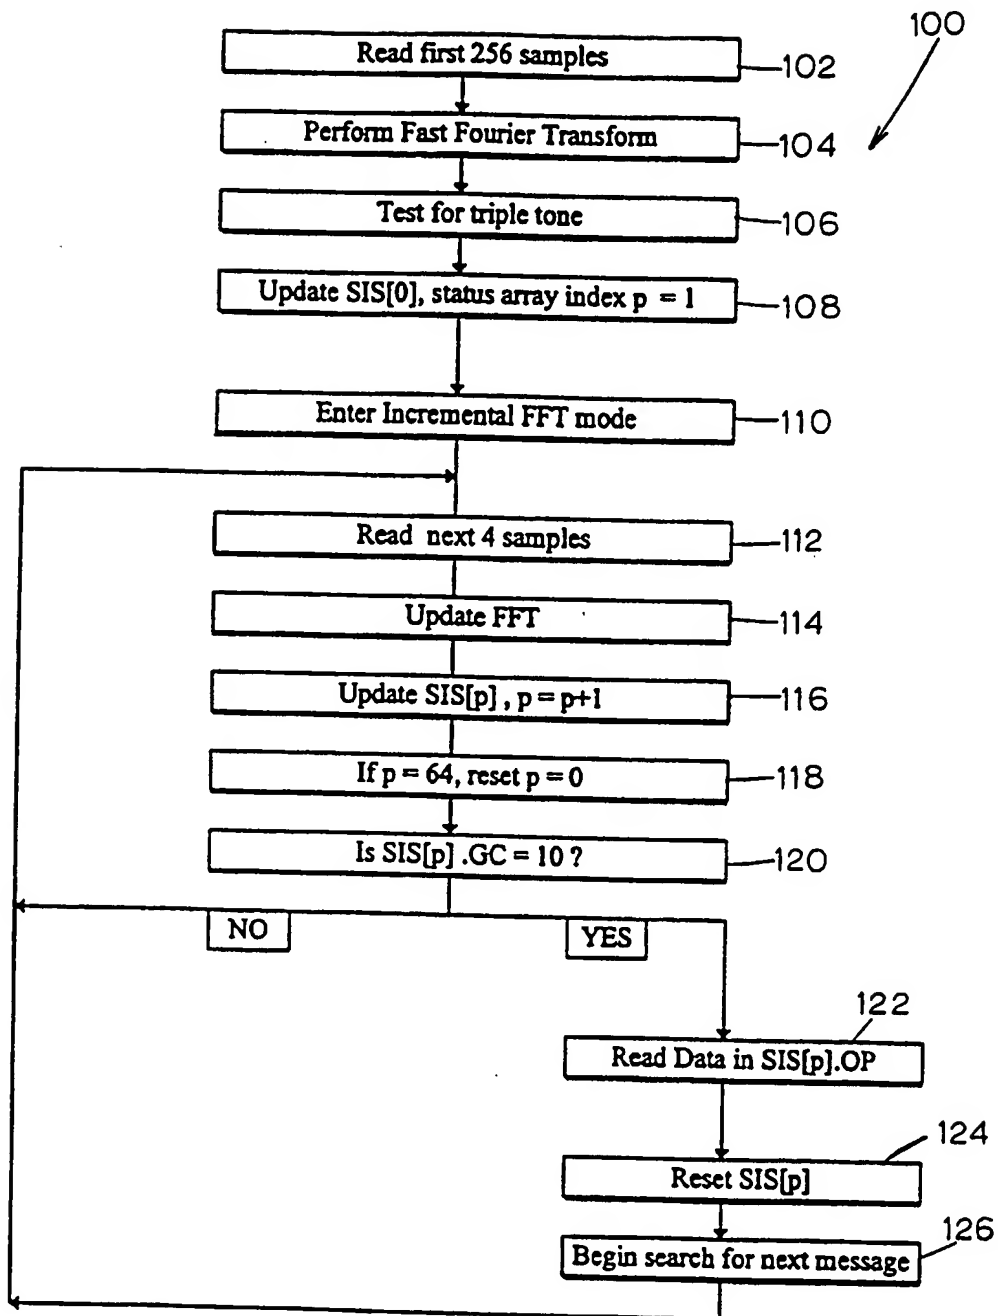 100
Read first 256 samples
102
Perform Fast Fourier Transform
104
Test for triple tone
106
Update SIS[0], status array index p = 1
108
Enter Incremental FFT mode
110
Read next 4 samples
112
Update FFT
114
Update SIS[p] , p = p+1
116
If p = 64, reset p = 0
118
Is SIS[p] .GC = 10 ?
120
NO
YES
122
Read Data in SIS[p].OP
124
Reset SIS[p]
126
Begin search for next message